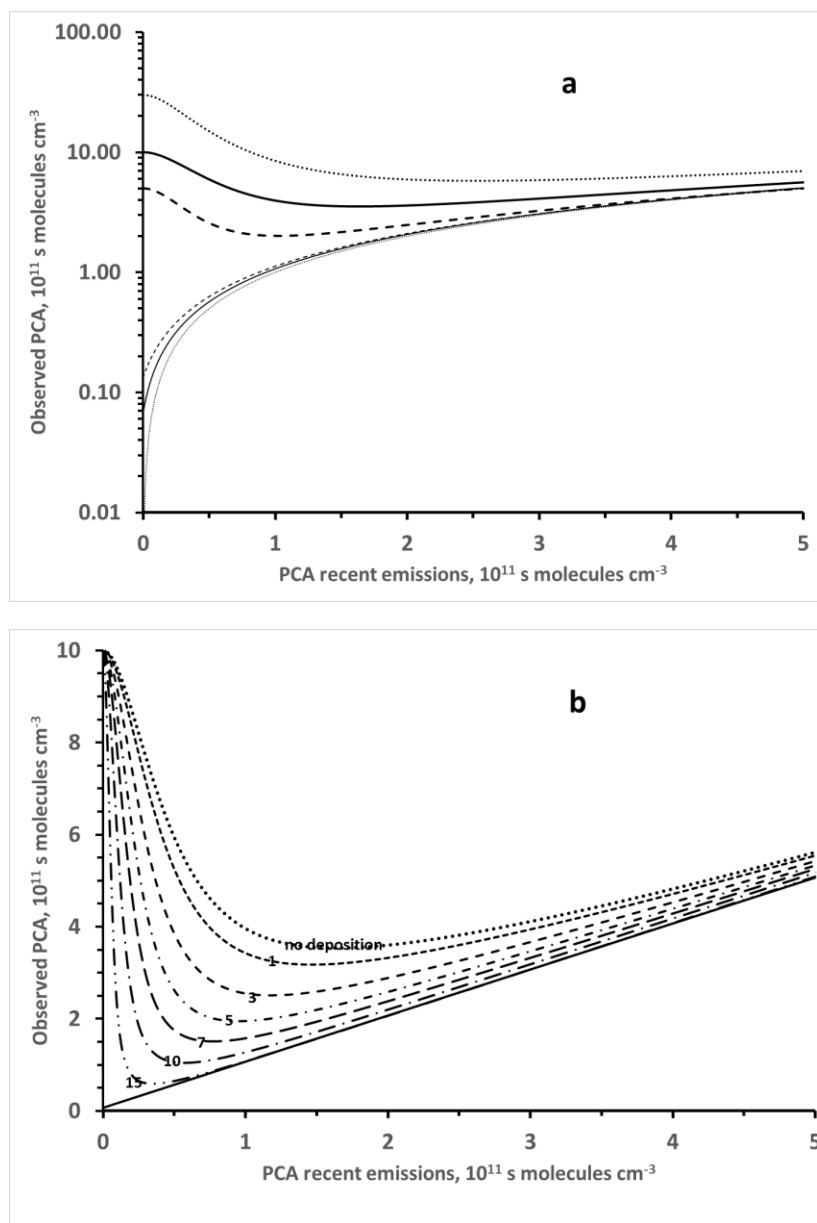 100.00
a
10.00
1.00
0.10
0.01
Observed PCA, 10¹¹ s molecules cm⁻³
0 1 2 3 4 5
PCA recent emissions, 10¹¹ s molecules cm⁻³
10
b
8
6
4
2
0
Observed PCA, 10¹¹ s molecules cm⁻³
no deposition
1
3
5
7
10
15
0 1 2 3 4 5
PCA recent emissions, 10¹¹ s molecules cm⁻³